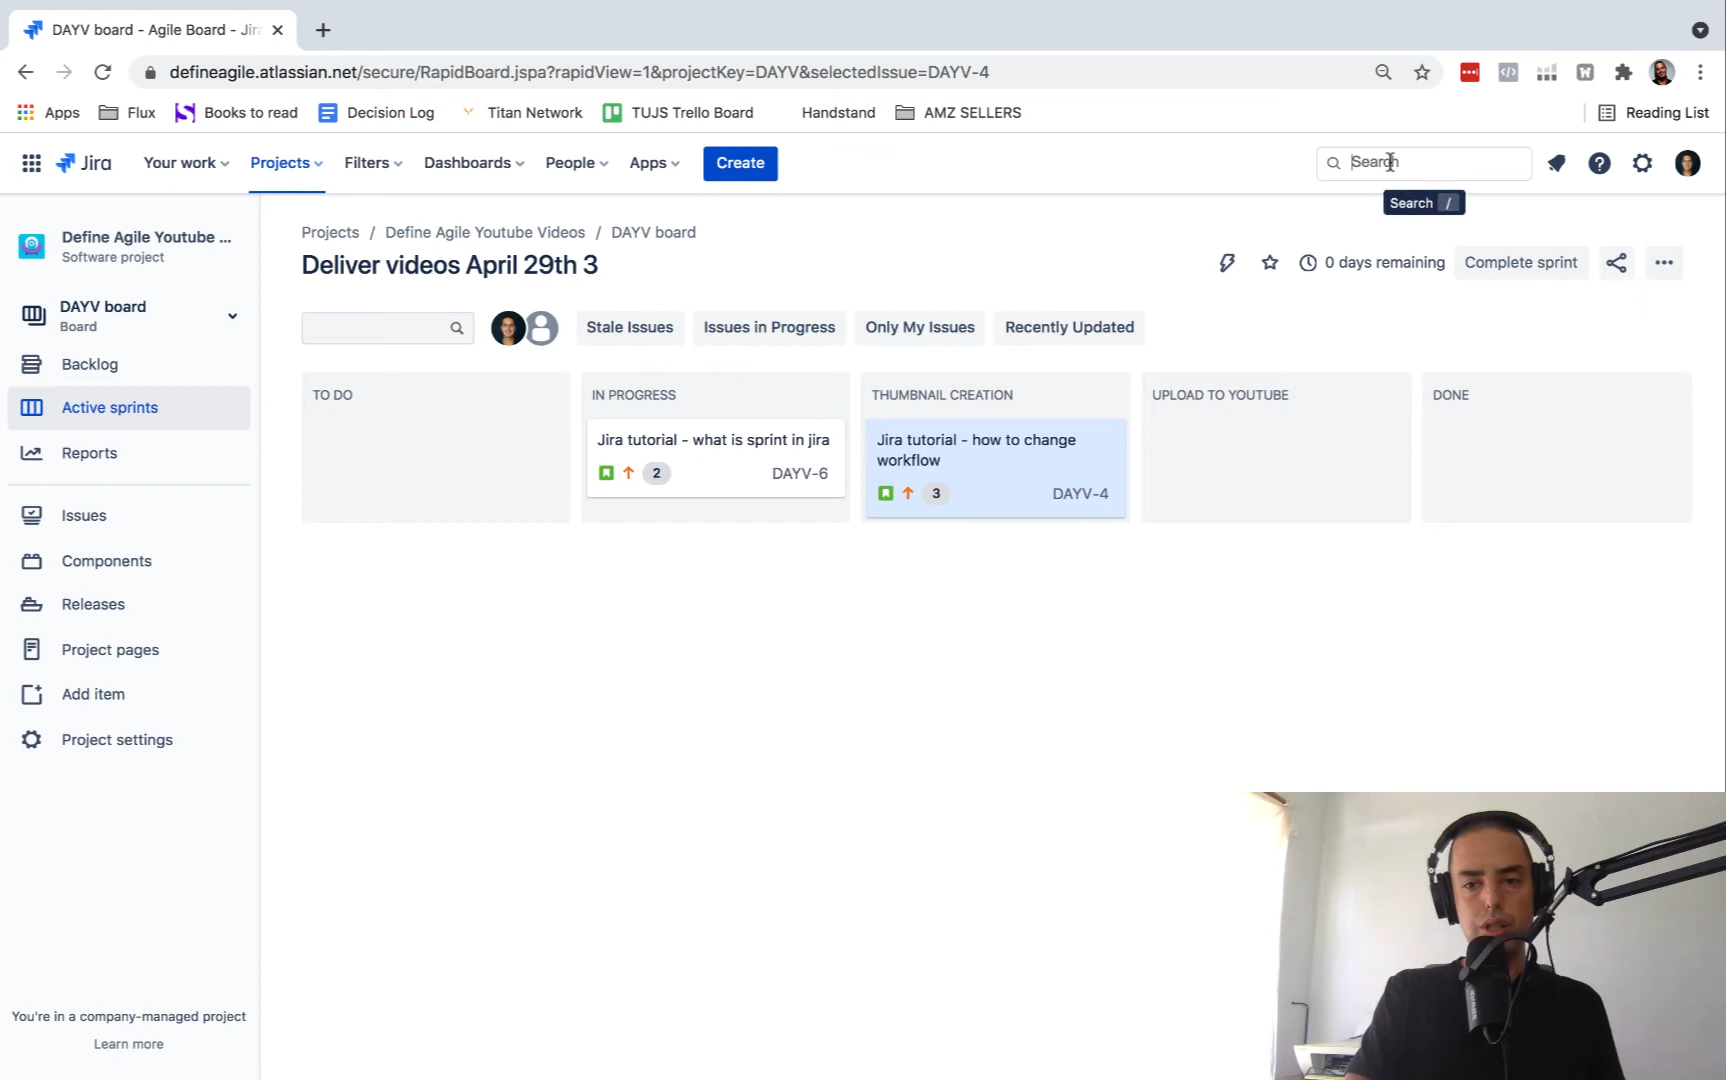 DAYV board - Agile Board - Jir
defineagile.atlassian.net/secure/RapidBoard.jspa?rapidView=1&projectKey=DAYV&selectedIssue=DAYV-4
Apps Flux Books to read Decision Log Titan Network TUJS Trello Board Handstand AMZ SELLERS Reading List
Jira Your work Projects Filters Dashboards People Apps Create Search
Search /
Define Agile Youtube ...
Software project
DAYV board
Board
Backlog
Active sprints
Reports
Issues
Components
Releases
Project pages
Add item
Project settings
You're in a company-managed project
Learn more
Projects / Define Agile Youtube Videos / DAYV board
Deliver videos April 29th 3
0 days remaining Complete sprint
Stale Issues Issues in Progress Only My Issues Recently Updated
TO DO
IN PROGRESS
Jira tutorial - what is sprint in jira
2 DAYV-6
THUMBNAIL CREATION
Jira tutorial - how to change
workflow
3 DAYV-4
UPLOAD TO YOUTUBE
DONE